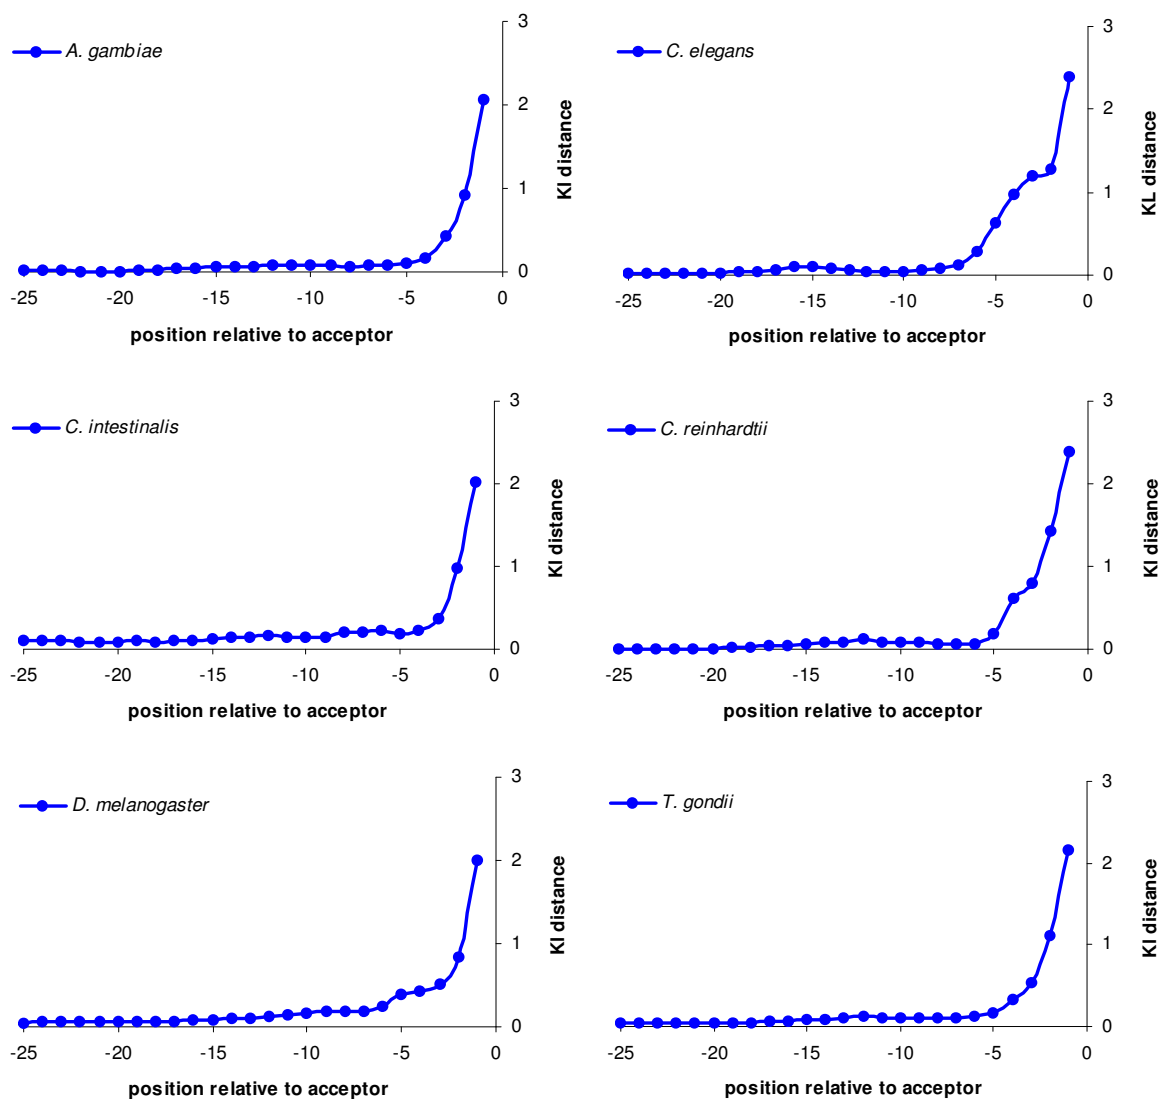 A. gambiae
3
2
1
0
KI distance
-25 -20 -15 -10 -5 0
position relative to acceptor
C. elegans
3
2
1
0
KL distance
-25 -20 -15 -10 -5 0
position relative to acceptor
C. intestinalis
3
2
1
0
KI distance
-25 -20 -15 -10 -5 0
position relative to acceptor
C. reinhardtii
3
2
1
0
KI distance
-25 -20 -15 -10 -5 0
position relative to acceptor
D. melanogaster
3
2
1
0
KI distance
-25 -20 -15 -10 -5 0
position relative to acceptor
T. gondii
3
2
1
0
KI distance
-25 -20 -15 -10 -5 0
position relative to acceptor